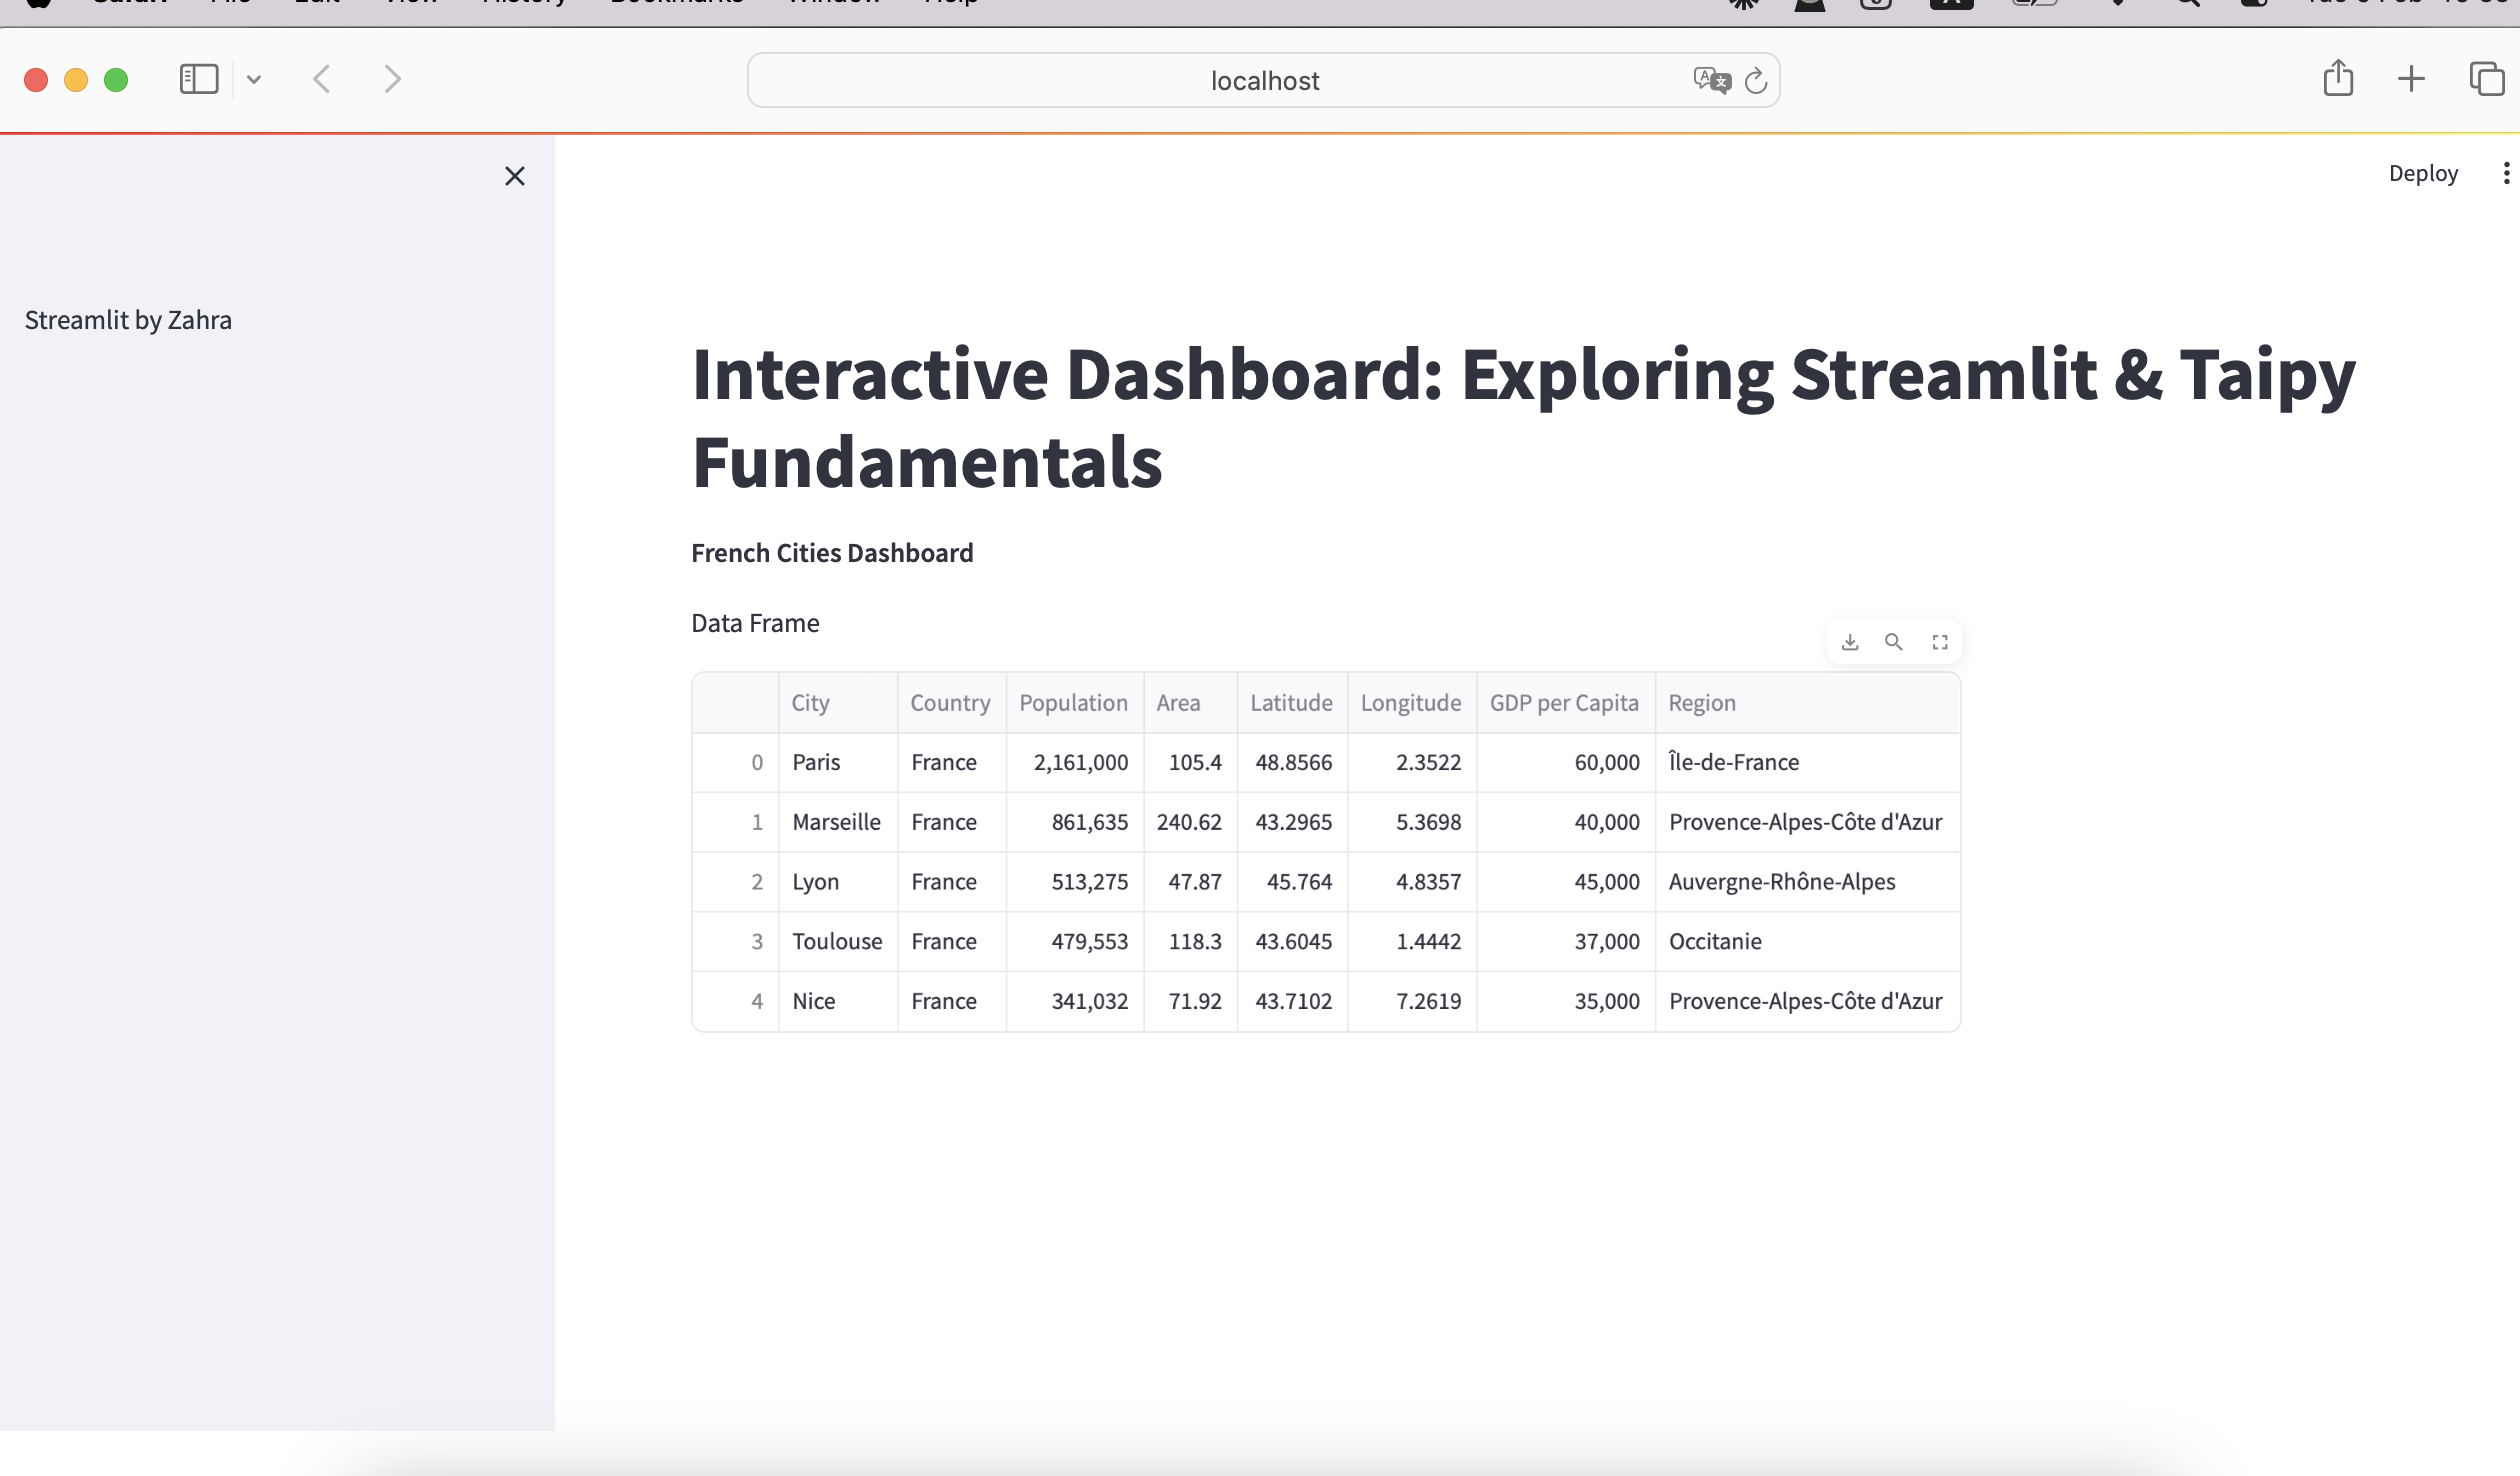 localhost
Deploy
Streamlit by Zahra
Interactive Dashboard: Exploring Streamlit & Taipy
Fundamentals
French Cities Dashboard
Data Frame
City Country Population Area Latitude Longitude GDP per Capita Region
0 Paris France 2,161,000 105.4 48.8566 2.3522 60,000 Île-de-France
1 Marseille France 861,635 240.62 43.2965 5.3698 40,000 Provence-Alpes-Côte d'Azur
2 Lyon France 513,275 47.87 45.764 4.8357 45,000 Auvergne-Rhône-Alpes
3 Toulouse France 479,553 118.3 43.6045 1.4442 37,000 Occitanie
4 Nice France 341,032 71.92 43.7102 7.2619 35,000 Provence-Alpes-Côte d'Azur